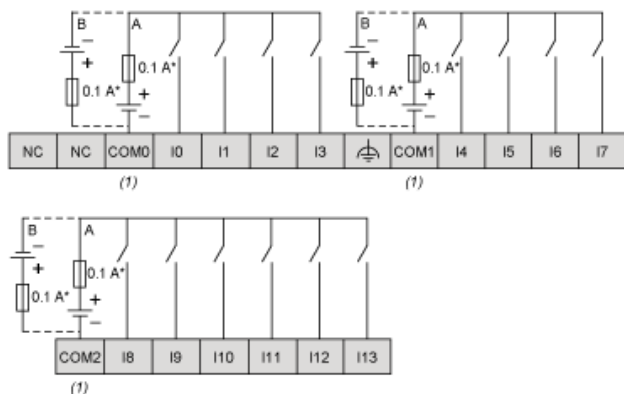 B A B A
− −
+ 0.1 A* + 0.1 A*
0.1 A* + 0.1 A* +
− −
NC NC COM0 I0 I1 I2 I3 COM1 I4 I5 I6 I7
(1) (1)
B A
−
+ 0.1 A*
0.1 A* +
−
COM2 I8 I9 I10 I11 I12 I13
(1)